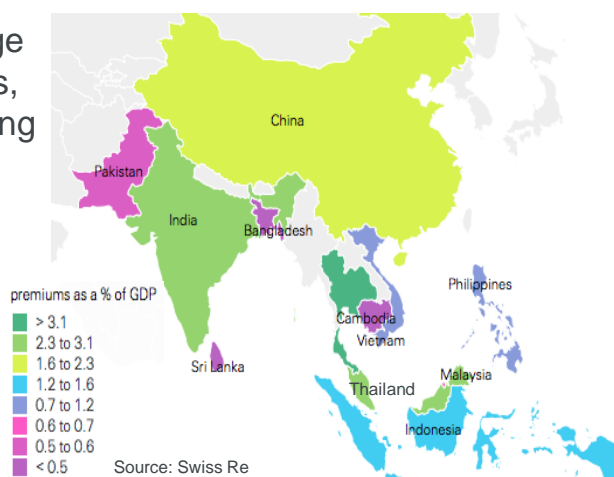 ge
s,
ng
China
Pakistan
India
Bangladesh
Philippines
premiums as a % of GDP
> 3.1
2.3 to 3.1
1.6 to 2.3
1.2 to 1.6
0.7 to 1.2
0.6 to 0.7
0.5 to 0.6
< 0.5
Cambodia
Vietnam
Sri Lanka
Malaysia
Thailand
Indonesia
Source: Swiss Re